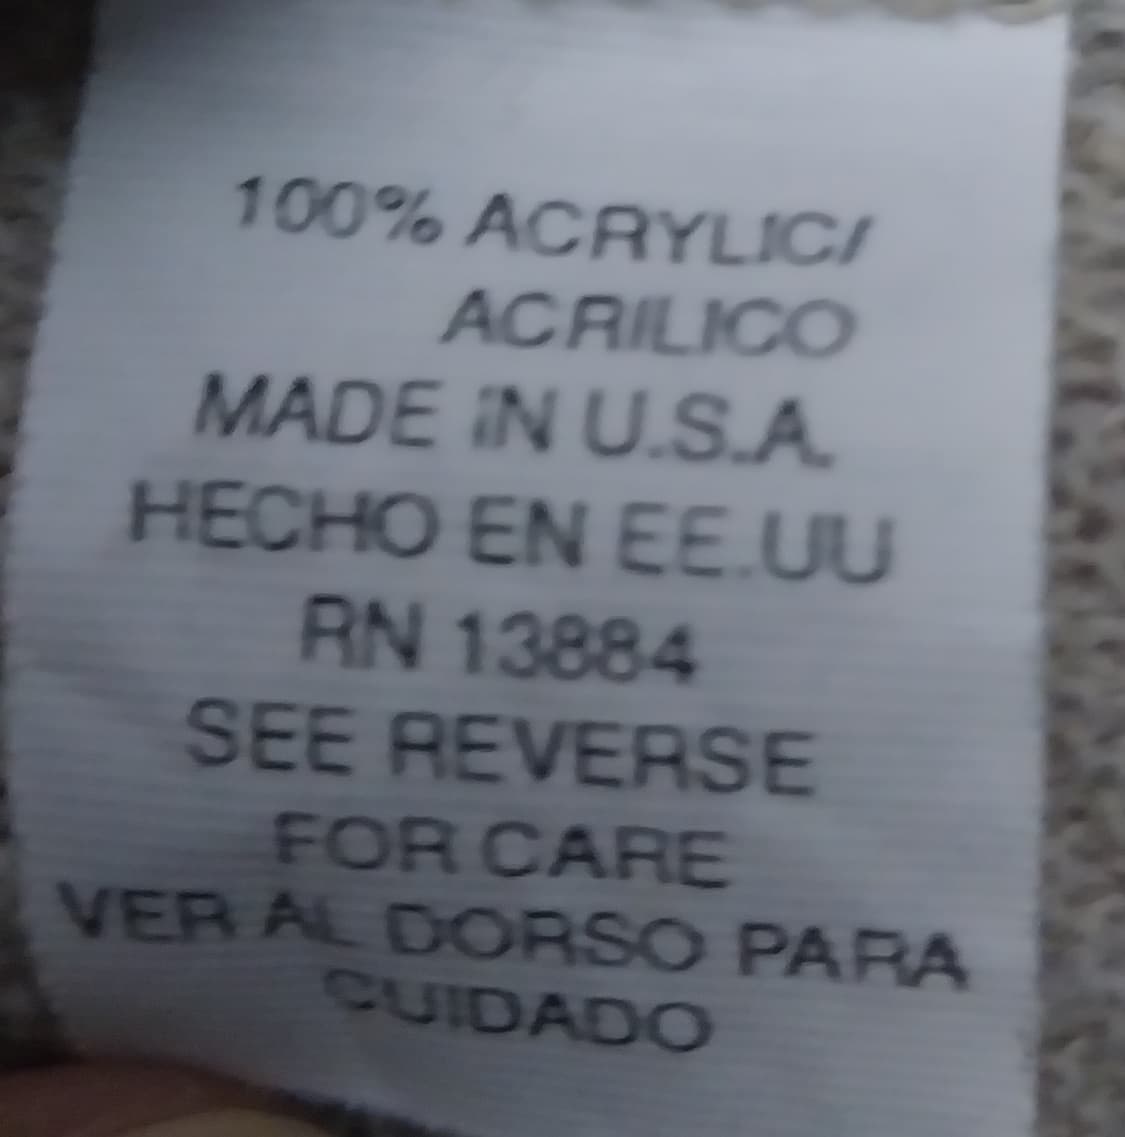 100% ACRYLIC/
ACRILICO
MADE IN U.S.A.
HECHO EN EE.UU
RN 13884
SEE REVERSE
FOR CARE
VER AL DORSO PARA
CUIDADO